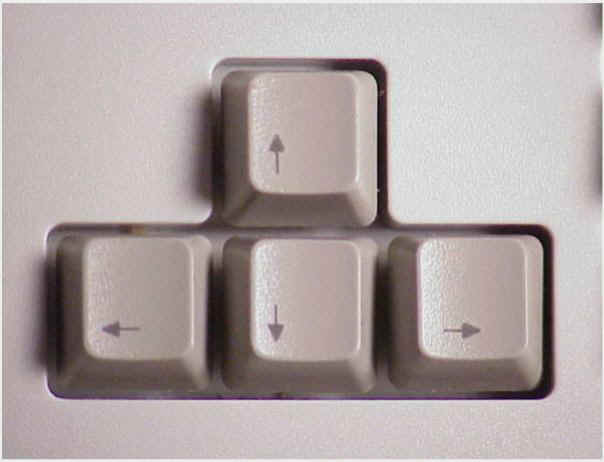 ↑
← ↓ →